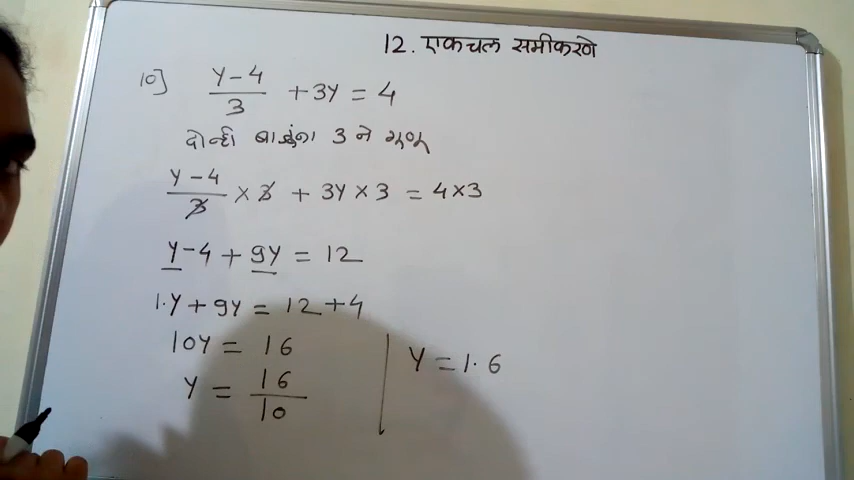 12. एकचल समीकरणे
10] y-4/3 + 3y = 4
दोन्ही बाजूंना 3 ने गुणू
y-4/3 × 3 + 3y × 3 = 4×3
y-4 + 9y = 12
1.y + 9y = 12 +4
10y = 16
y = 16/10
y = 1.6